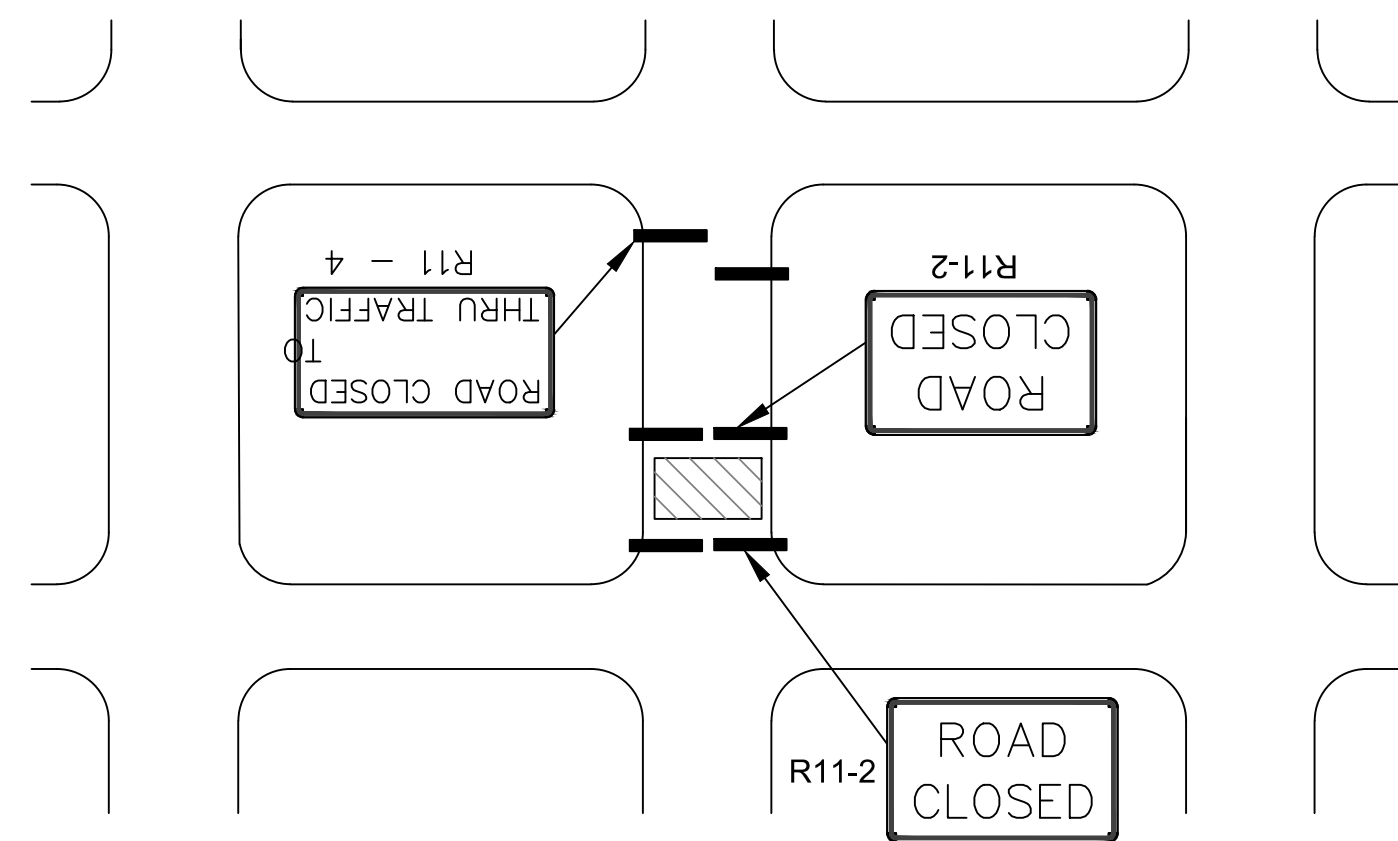 R11 - 4
ROAD CLOSED
TO
THRU TRAFFIC
R11-2
ROAD
CLOSED
R11-2
ROAD
CLOSED